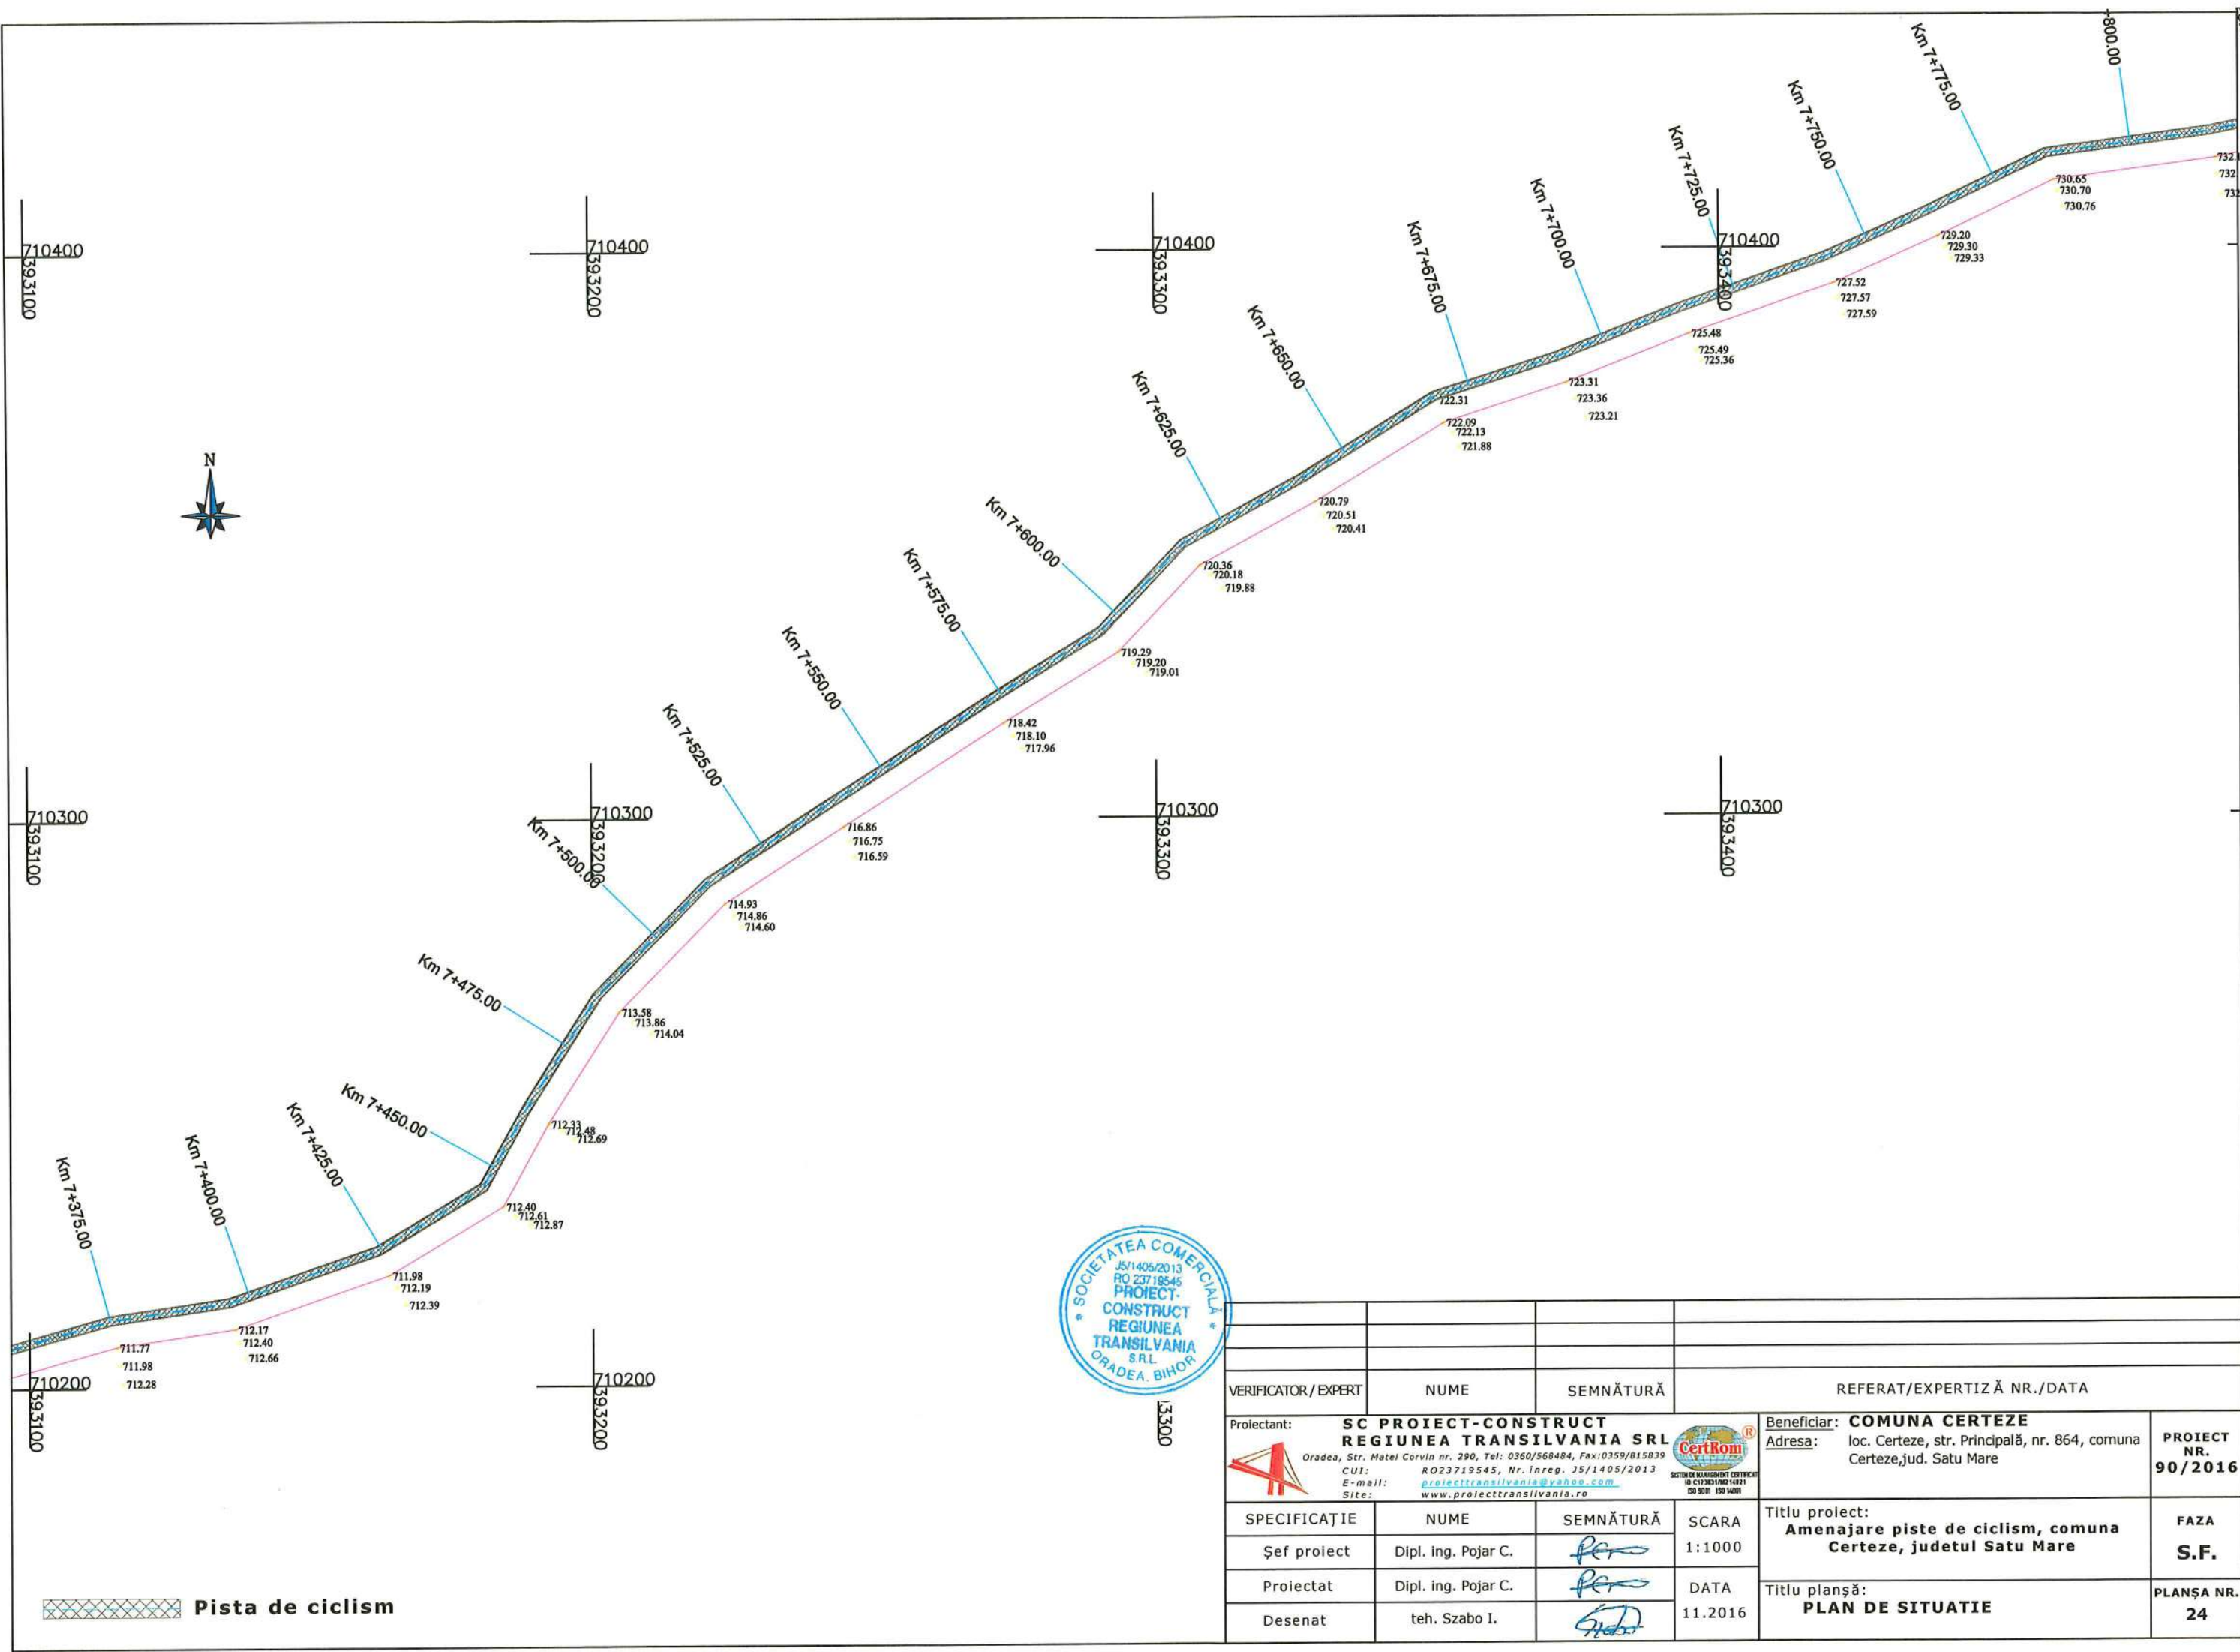 Km 7+375.00
Km 7+400.00
Km 7+425.00
Km 7+450.00
Km 7+475.00
Km 7+500.00
Km 7+525.00
Km 7+550.00
Km 7+575.00
Km 7+600.00
Km 7+625.00
Km 7+650.00
Km 7+675.00
Km 7+700.00
Km 7+725.00
Km 7+750.00
Km 7+775.00
+800.00
710400
393100
710400
393200
710400
393300
710400
393400
710300
393100
710300
393200
710300
393300
710300
393400
710200
393100
710200
393200
3300
N
711.77
711.98
712.28
712.17
712.40
712.66
711.98
712.19
712.39
712.40
712.61
712.87
712.33
712.48
712.69
713.58
713.86
714.04
714.93
714.86
714.60
716.86
716.75
716.59
718.42
718.10
717.96
719.29
719.20
719.01
720.36
720.18
719.88
720.79
720.51
720.41
722.31
722.09
722.13
721.88
723.31
723.36
723.21
725.48
725.49
725.36
727.52
727.57
727.59
729.20
729.30
729.33
730.65
730.70
730.76
732
Pista de ciclism
* SOCIETATEA COMERCIALĂ *
J5/1405/2013
RO 23719545
PROIECT-
CONSTRUCT
REGIUNEA
TRANSILVANIA
S.R.L.
ORADEA. BIHOR
VERIFICATOR/EXPERT NUME SEMNĂTURĂ REFERAT/EXPERTIZĂ NR./DATA
Proiectant: SC PROIECT-CONSTRUCT
REGIUNEA TRANSILVANIA SRL
Oradea, Str. Matei Corvin nr. 290, Tel: 0360/568484, Fax:0359/815839
CUI: RO23719545, Nr. înreg. J5/1405/2013
E-mail: proiecttransilvania@yahoo.com
Site: www.proiecttransilvania.ro
CertRom ®
SISTEM DE MANAGEMENT CERTIFICAT
ISO 9001 ISO 14001
Beneficiar: COMUNA CERTEZE
Adresa: loc. Certeze, str. Principală, nr. 864, comuna
Certeze,jud. Satu Mare
PROIECT
NR.
90/2016
SPECIFICAŢIE NUME SEMNĂTURĂ
Şef proiect Dipl. ing. Pojar C.
Proiectat Dipl. ing. Pojar C.
Desenat teh. Szabo I.
SCARA
1:1000
DATA
11.2016
Titlu proiect:
Amenajare piste de ciclism, comuna
Certeze, judetul Satu Mare
FAZA
S.F.
Titlu planşă:
PLAN DE SITUATIE
PLANŞA NR.
24